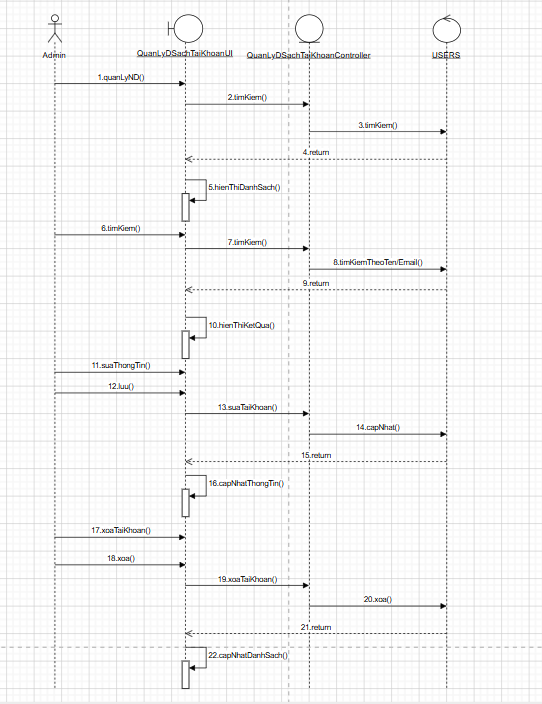 Admin
QuanLyDSachTaiKhoanUI
QuanLyDSachTaiKhoanController
USERS
1.quanLyND()
2.timKiem()
3.timKiem()
4.return
5.hienThiDanhSach()
6.timKiem()
7.timKiem()
8.timKiemTheoTen/Email()
9.return
10.hienThiKetQua()
11.suaThongTin()
12.luu()
13.suaTaiKhoan()
14.capNhat()
15.return
16.capNhatThongTin()
17.xoaTaiKhoan()
18.xoa()
19.xoaTaiKhoan()
20.xoa()
21.return
22.capNhatDanhSach()